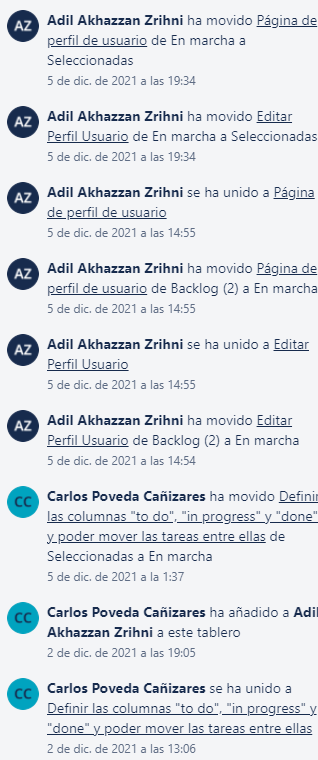 AZ
Adil Akhazzan Zrihni ha movido Página de
perfil de usuario de En marcha a
Seleccionadas
5 de dic. de 2021 a las 19:34
AZ
Adil Akhazzan Zrihni ha movido Editar
Perfil Usuario de En marcha a Seleccionadas
5 de dic. de 2021 a las 19:34
AZ
Adil Akhazzan Zrihni se ha unido a Página
de perfil de usuario
5 de dic. de 2021 a las 14:55
AZ
Adil Akhazzan Zrihni ha movido Página de
perfil de usuario de Backlog (2) a En marcha
5 de dic. de 2021 a las 14:55
AZ
Adil Akhazzan Zrihni se ha unido a Editar
Perfil Usuario
5 de dic. de 2021 a las 14:55
AZ
Adil Akhazzan Zrihni ha movido Editar
Perfil Usuario de Backlog (2) a En marcha
5 de dic. de 2021 a las 14:54
CC
Carlos Poveda Cañizares ha movido Definir
las columnas "to do", "in progress" y "done"
y poder mover las tareas entre ellas de
Seleccionadas a En marcha
5 de dic. de 2021 a la 1:37
CC
Carlos Poveda Cañizares ha añadido a Adil
Akhazzan Zrihni a este tablero
2 de dic. de 2021 a las 19:05
CC
Carlos Poveda Cañizares se ha unido a
Definir las columnas "to do", "in progress" y
"done" y poder mover las tareas entre ellas
2 de dic. de 2021 a las 13:06